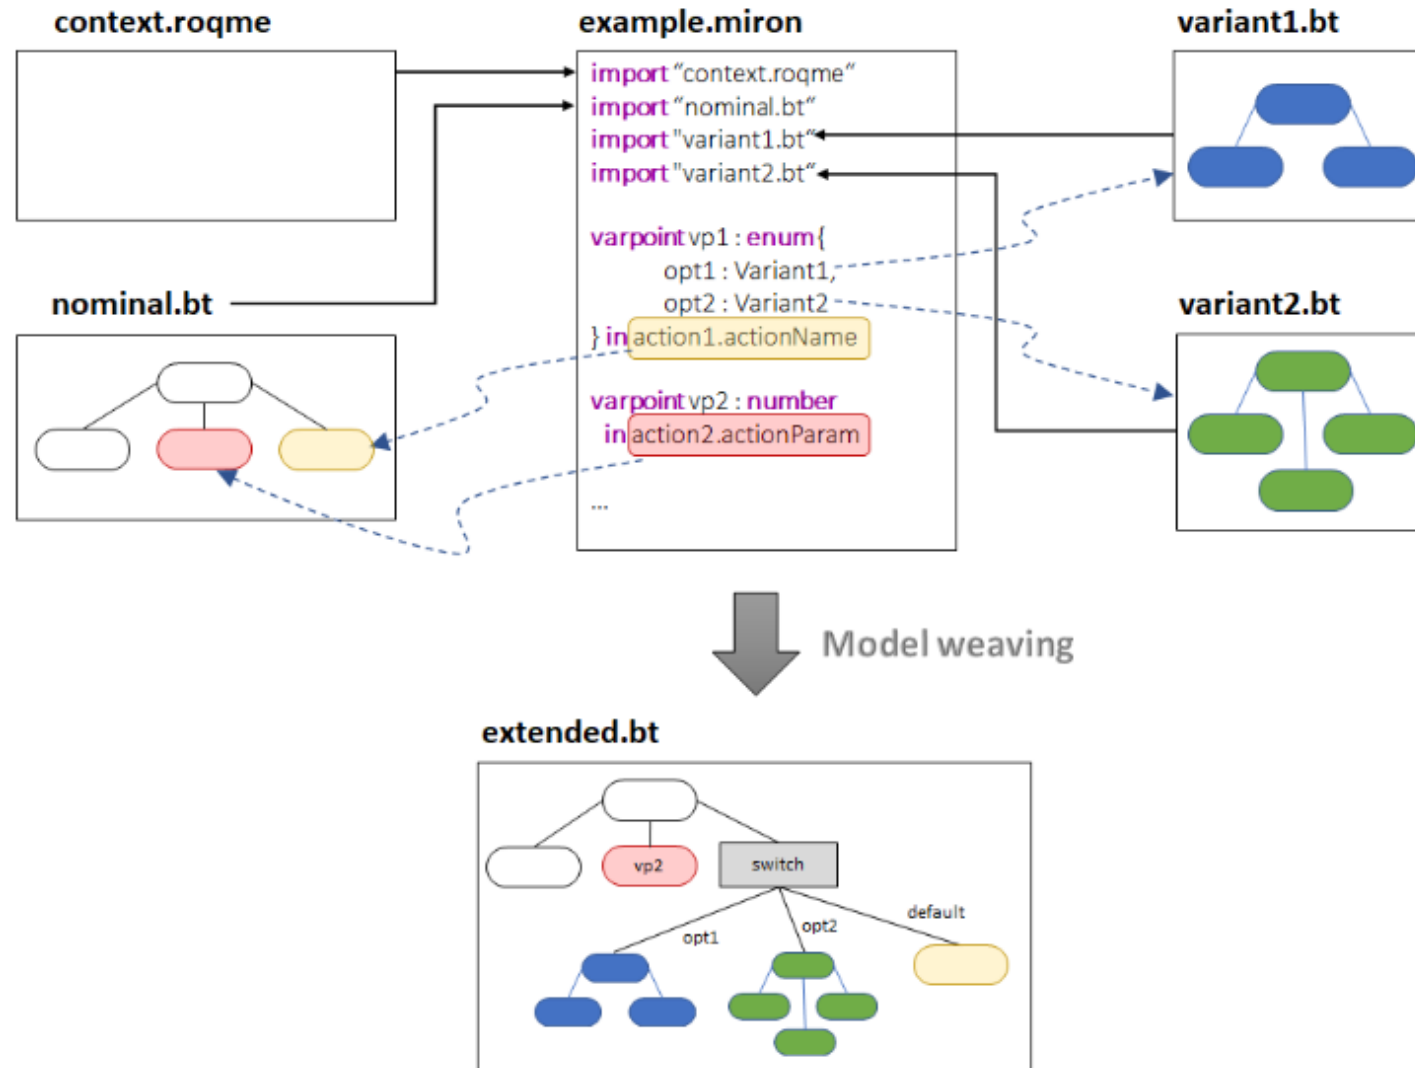 context.roqme
example.miron
variant1.bt
import "context.roqme"
import "nominal.bt"
import "variant1.bt"
import "variant2.bt"
varpoint vp1 : enum {
opt1 : Variant1,
opt2 : Variant2
} in action1.actionName
varpoint vp2 : number
in action2.actionParam
...
nominal.bt
variant2.bt
Model weaving
extended.bt
vp2
switch
opt1
opt2
default